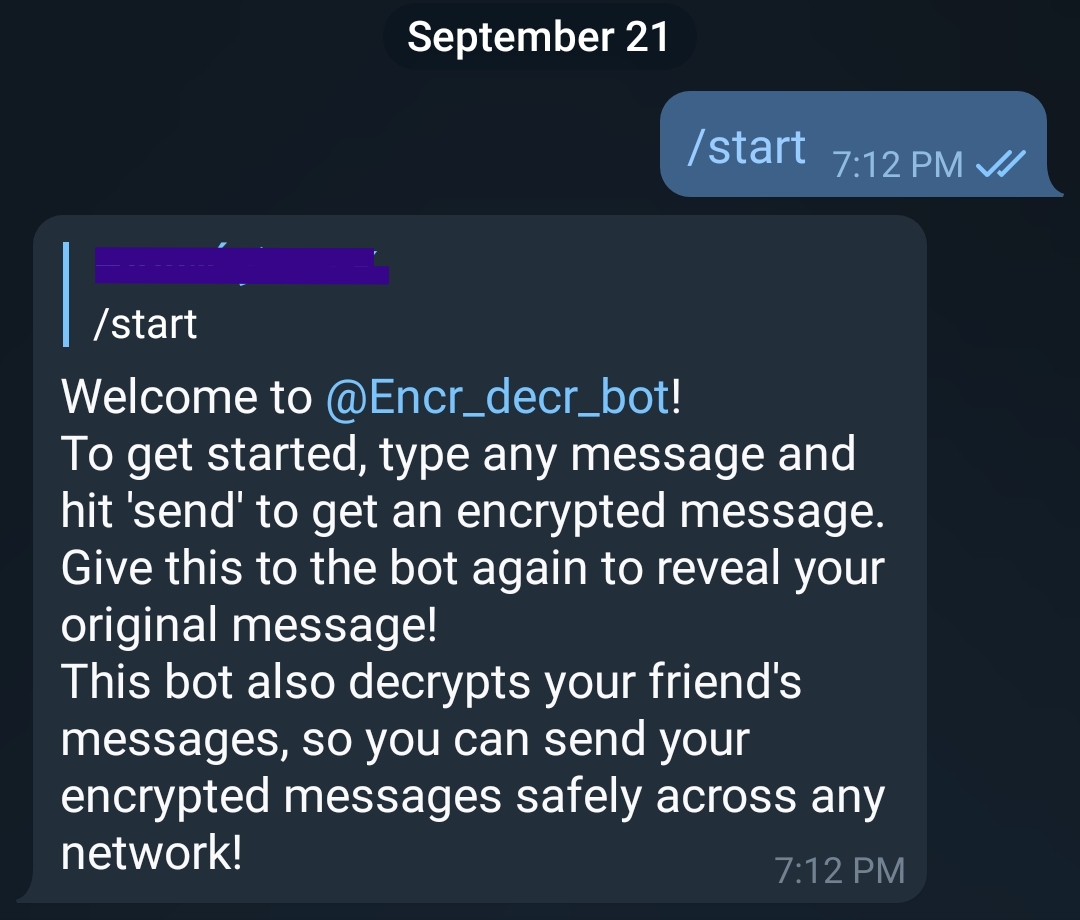 September 21
/start 7:12 PM
/start
Welcome to @Encr_decr_bot!
To get started, type any message and
hit 'send' to get an encrypted message.
Give this to the bot again to reveal your
original message!
This bot also decrypts your friend's
messages, so you can send your
encrypted messages safely across any
network!
7:12 PM